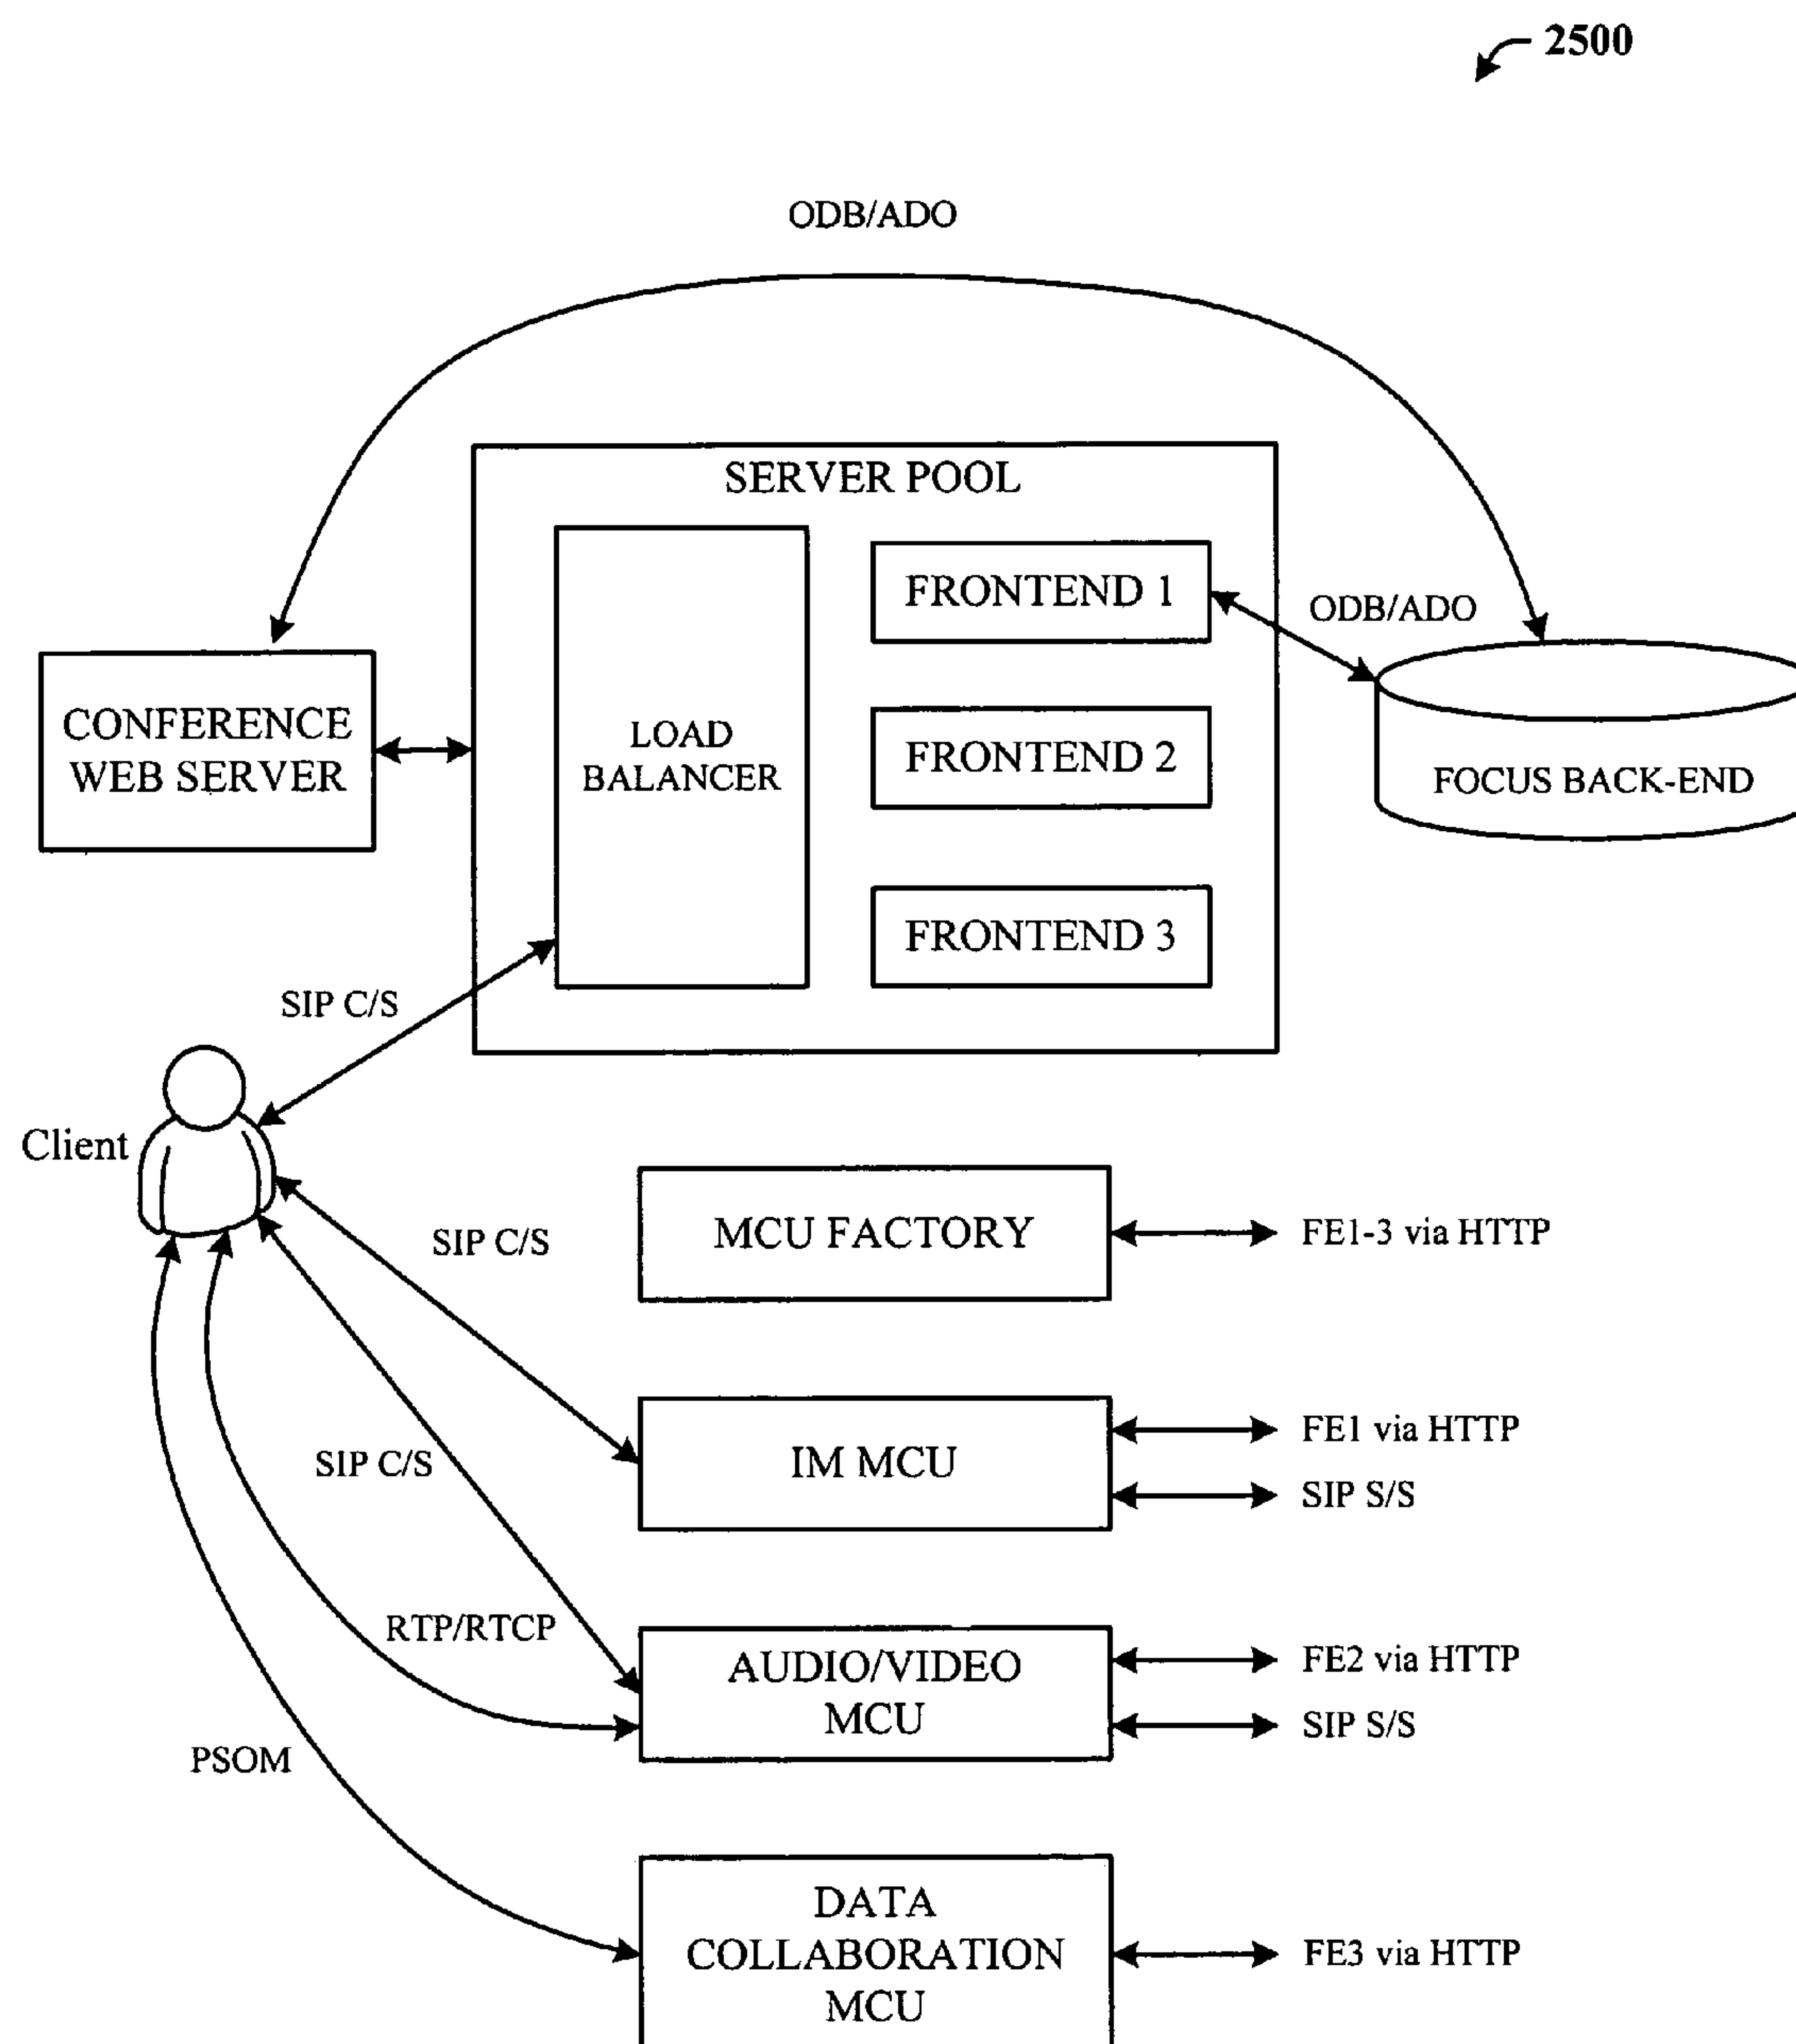 2500
ODB/ADO
SERVER POOL
FRONTEND 1
ODB/ADO
CONFERENCE
WEB SERVER
LOAD
BALANCER
FRONTEND 2
FOCUS BACK-END
FRONTEND 3
SIP C/S
Client
MCU FACTORY
FE1-3 via HTTP
SIP C/S
IM MCU
FE1 via HTTP
SIP S/S
SIP C/S
RTP/RTCP
AUDIO/VIDEO
MCU
FE2 via HTTP
SIP S/S
PSOM
DATA
COLLABORATION
MCU
FE3 via HTTP